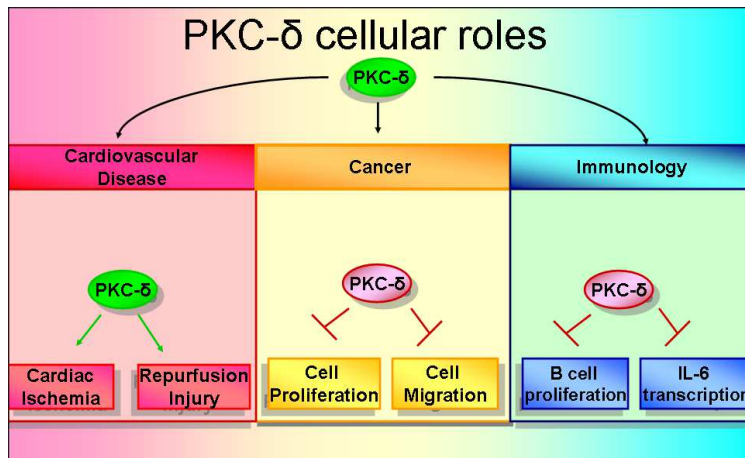 PKC-δ cellular roles
PKC-δ
Cardiovascular
Disease
Cancer
Immunology
PKC-δ
PKC-δ
PKC-δ
Cardiac
Ischemia
Repurfusion
Injury
Cell
Proliferation
Cell
Migration
B cell
proliferation
IL-6
transcription